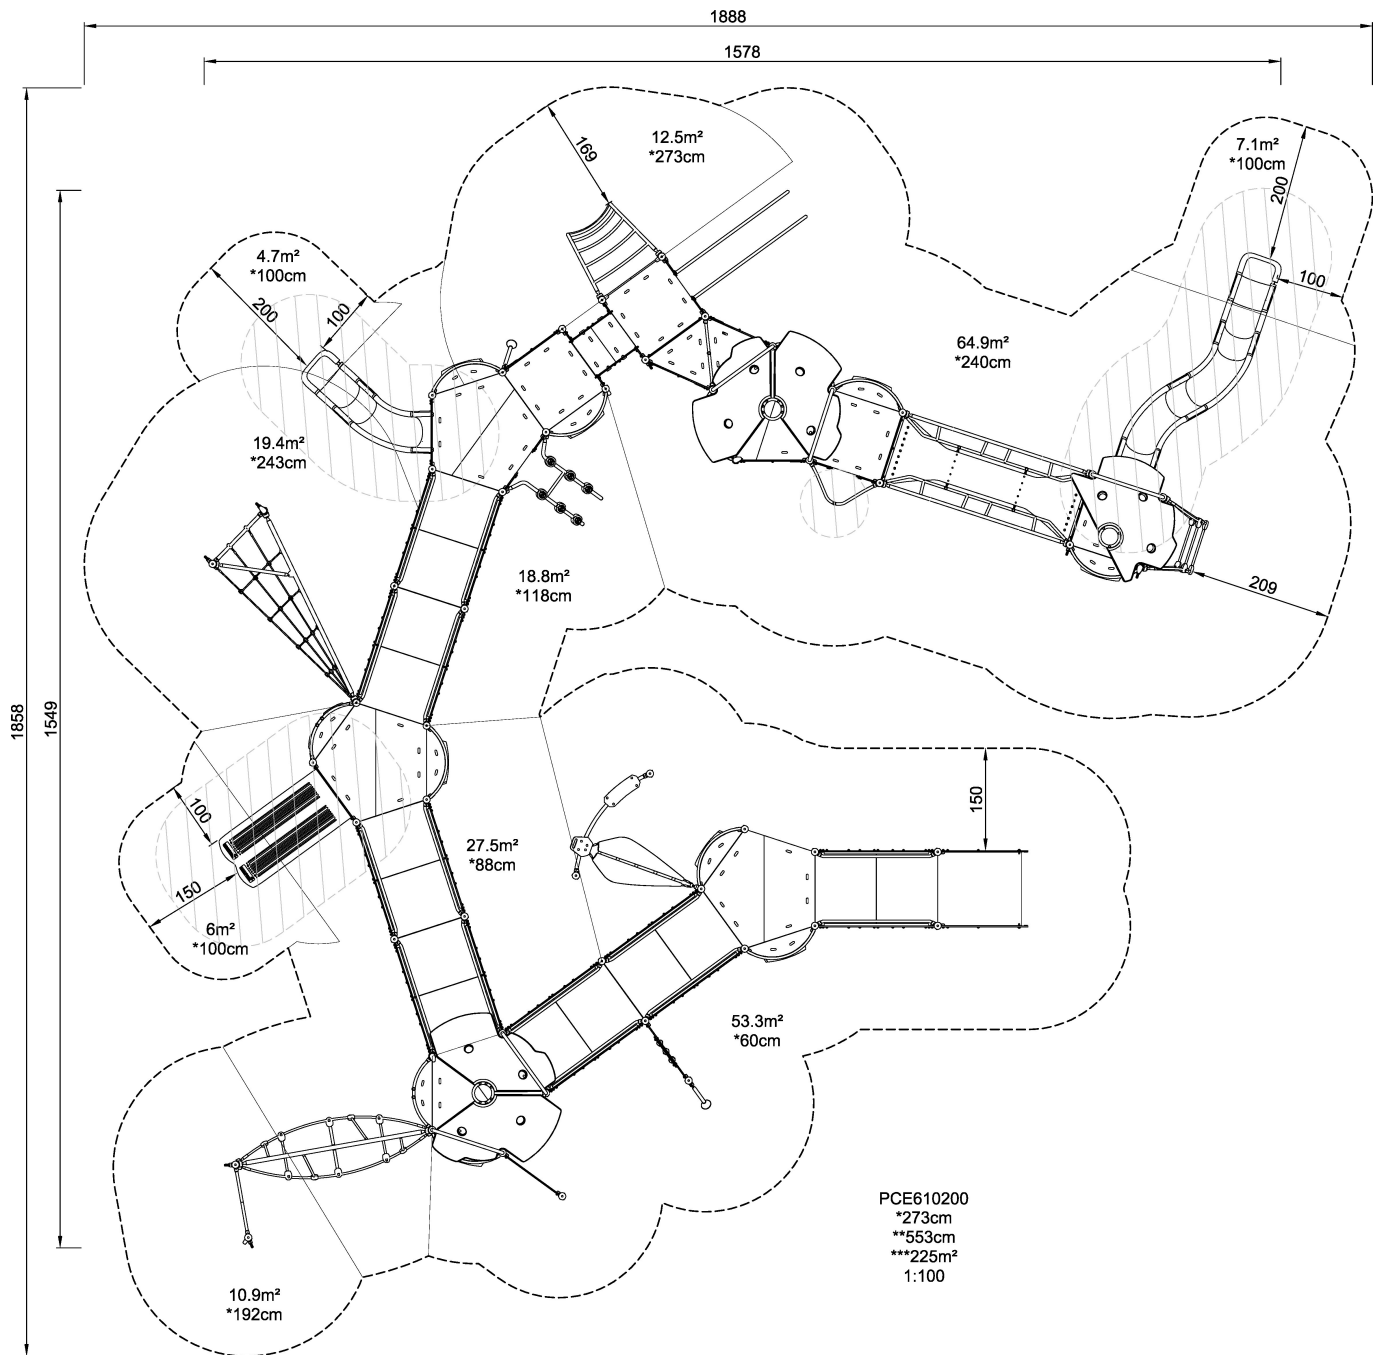 1888
1578
12.5m²
*273cm
169
7.1m²
*100cm
200
4.7m²
*100cm
200
100
100
64.9m²
*240cm
19.4m²
*243cm
18.8m²
*118cm
209
1858
1549
150
100
27.5m²
*88cm
150
6m²
*100cm
53.3m²
*60cm
PCE610200
*273cm
**553cm
***225m²
1:100
10.9m²
*192cm